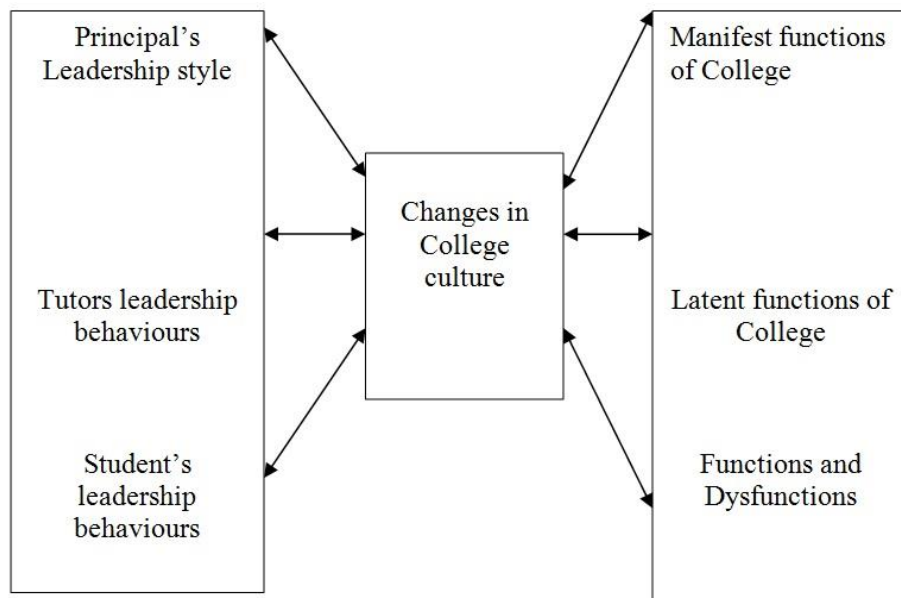 Principal’s
Leadership style
Tutors leadership
behaviours
Student’s
leadership
behaviours
Changes in
College
culture
Manifest functions
of College
Latent functions of
College
Functions and
Dysfunctions